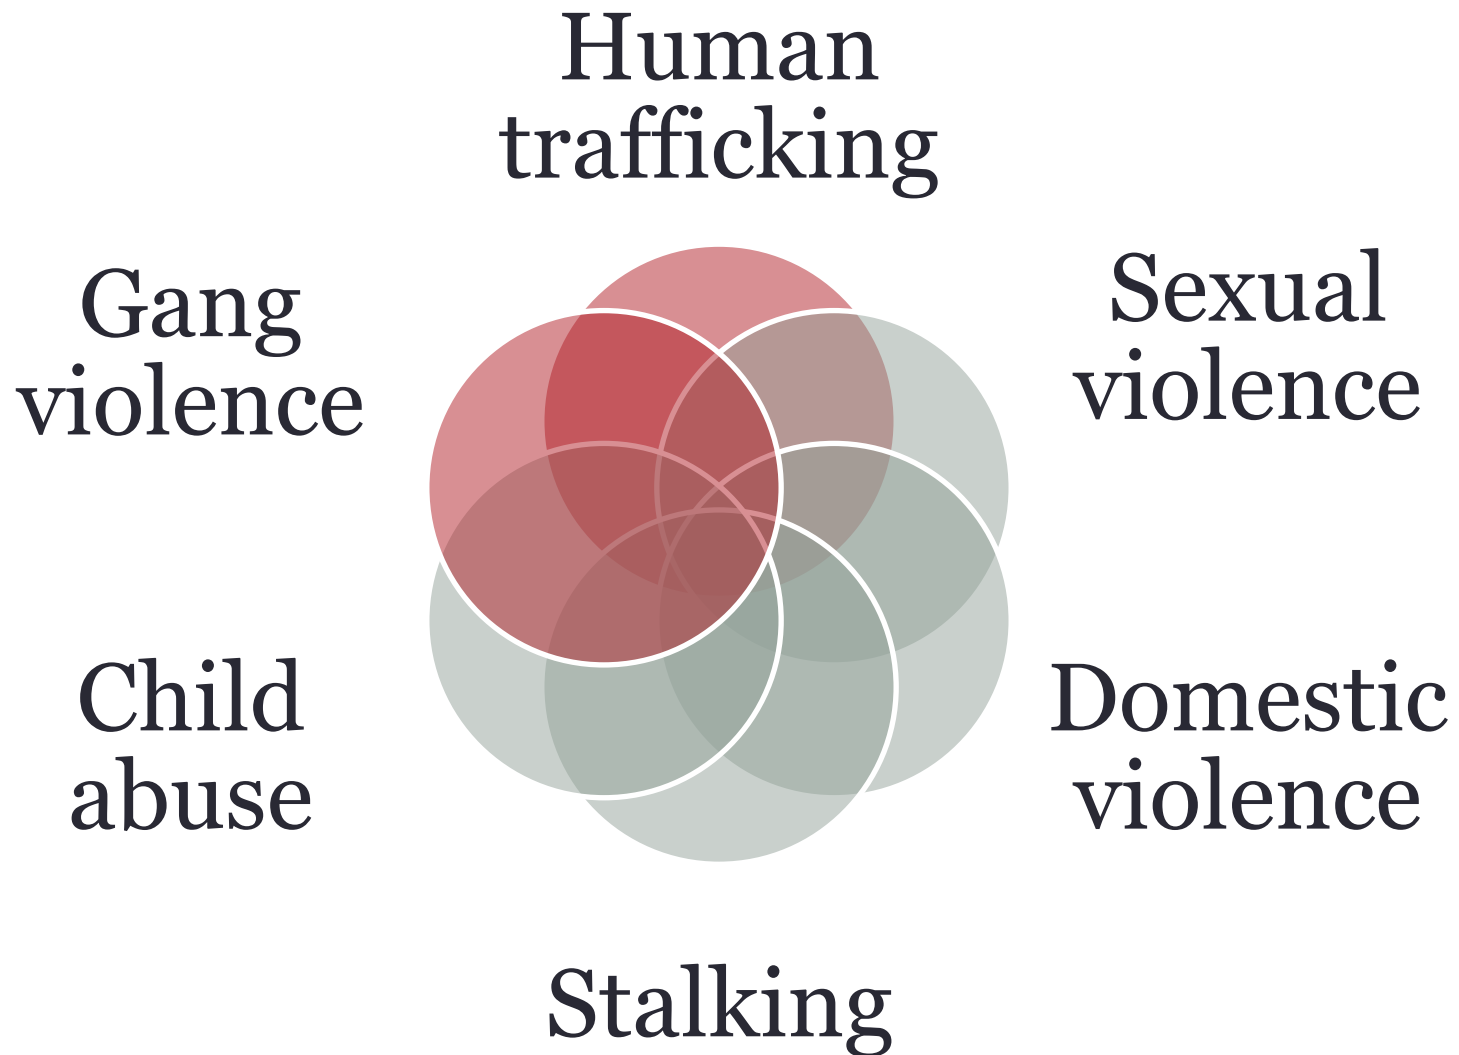 Human
trafficking
Gang
violence
Sexual
violence
Child
abuse
Domestic
violence
Stalking